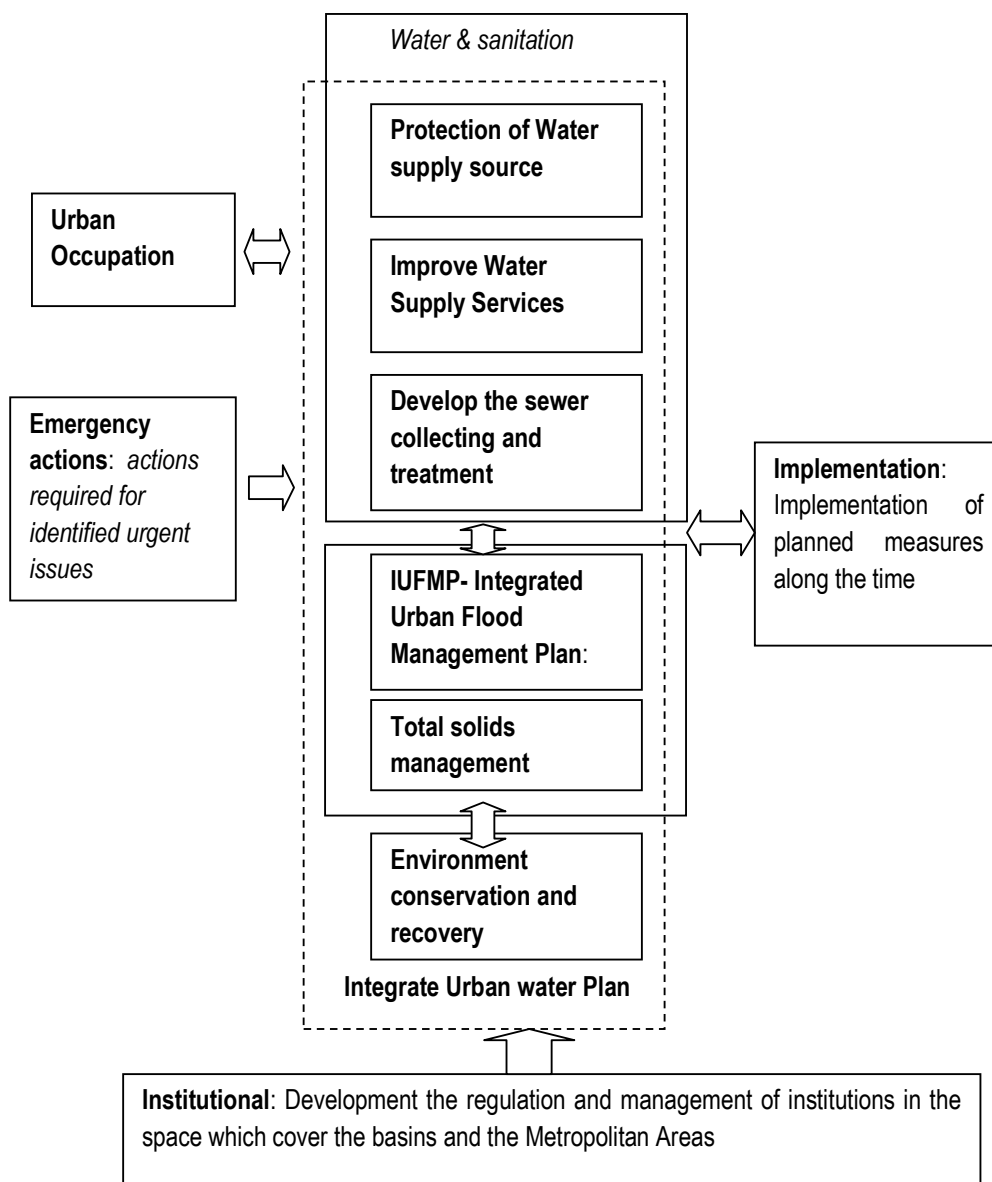 Water & sanitation
Protection of Water
supply source
Urban
Occupation
Improve Water
Supply Services
Emergency
actions: actions
required for
identified urgent
issues
Develop the sewer
collecting and
treatment
Implementation:
Implementation of
planned measures
along the time
IUFMP- Integrated
Urban Flood
Management Plan:
Total solids
management
Environment
conservation and
recovery
Integrate Urban water Plan
Institutional: Development the regulation and management of institutions in the
space which cover the basins and the Metropolitan Areas